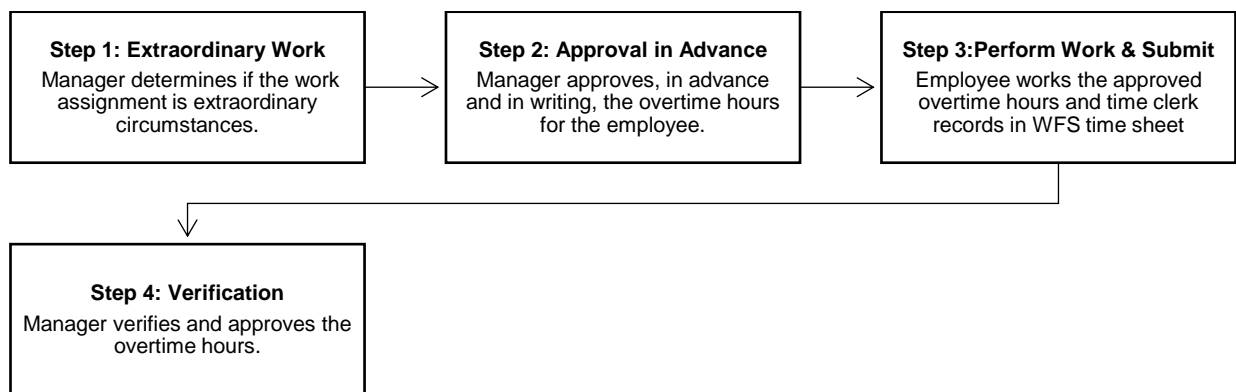 Step 1: Extraordinary Work
Manager determines if the work
assignment is extraordinary
circumstances.
Step 2: Approval in Advance
Manager approves, in advance
and in writing, the overtime hours
for the employee.
Step 3:Perform Work & Submit
Employee works the approved
overtime hours and time clerk
records in WFS time sheet
Step 4: Verification
Manager verifies and approves the
overtime hours.